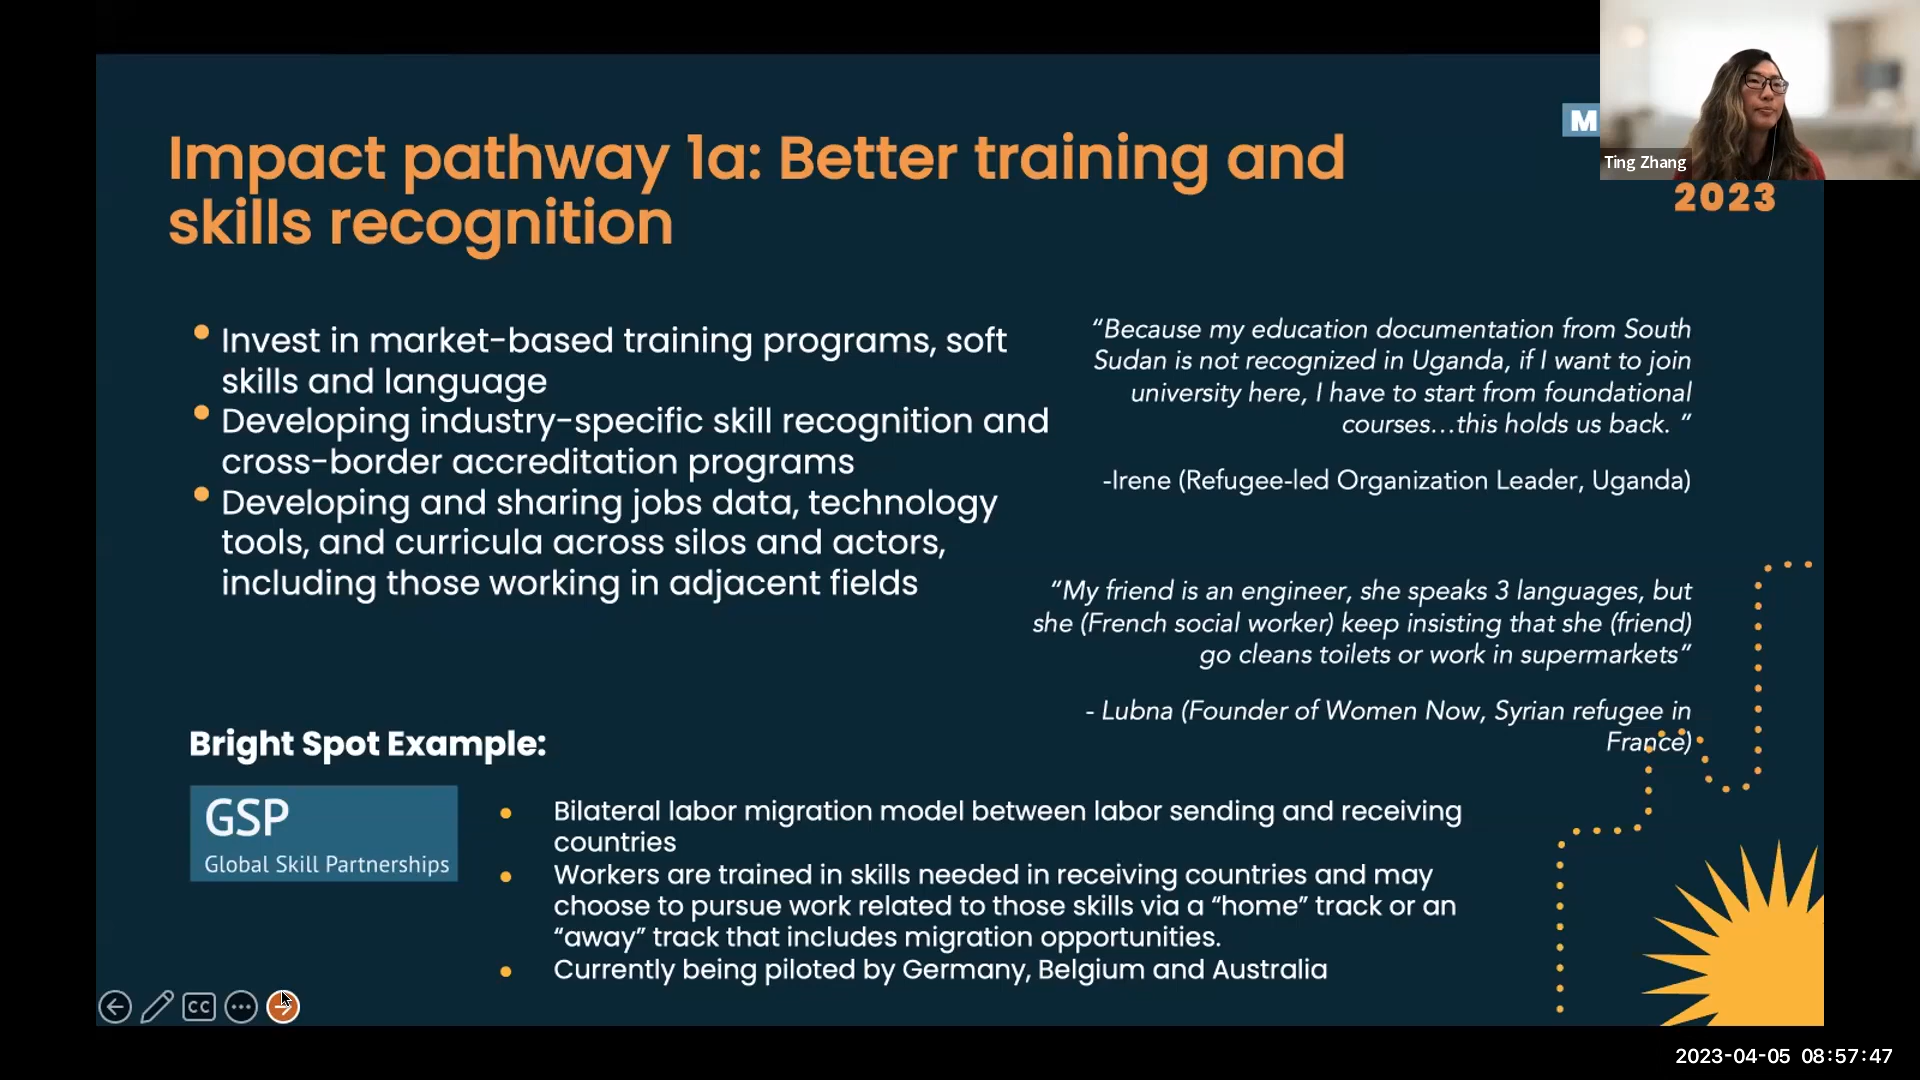 Impact pathway 1a: Better training and
skills recognition
M
Ting Zhang
2023
• Invest in market-based training programs, soft
skills and language
• Developing industry-specific skill recognition and
cross-border accreditation programs
• Developing and sharing jobs data, technology
tools, and curricula across silos and actors,
including those working in adjacent fields
“Because my education documentation from South
Sudan is not recognized in Uganda, if I want to join
university here, I have to start from foundational
courses...this holds us back. “
-Irene (Refugee-led Organization Leader, Uganda)
“My friend is an engineer, she speaks 3 languages, but
she (French social worker) keep insisting that she (friend)
go cleans toilets or work in supermarkets“
- Lubna (Founder of Women Now, Syrian refugee in
France)
Bright Spot Example:
GSP
Global Skill Partnerships
• Bilateral labor migration model between labor sending and receiving
countries
• Workers are trained in skills needed in receiving countries and may
choose to pursue work related to those skills via a “home” track or an
“away” track that includes migration opportunities.
• Currently being piloted by Germany, Belgium and Australia
CC
2023-04-05 08:57:47